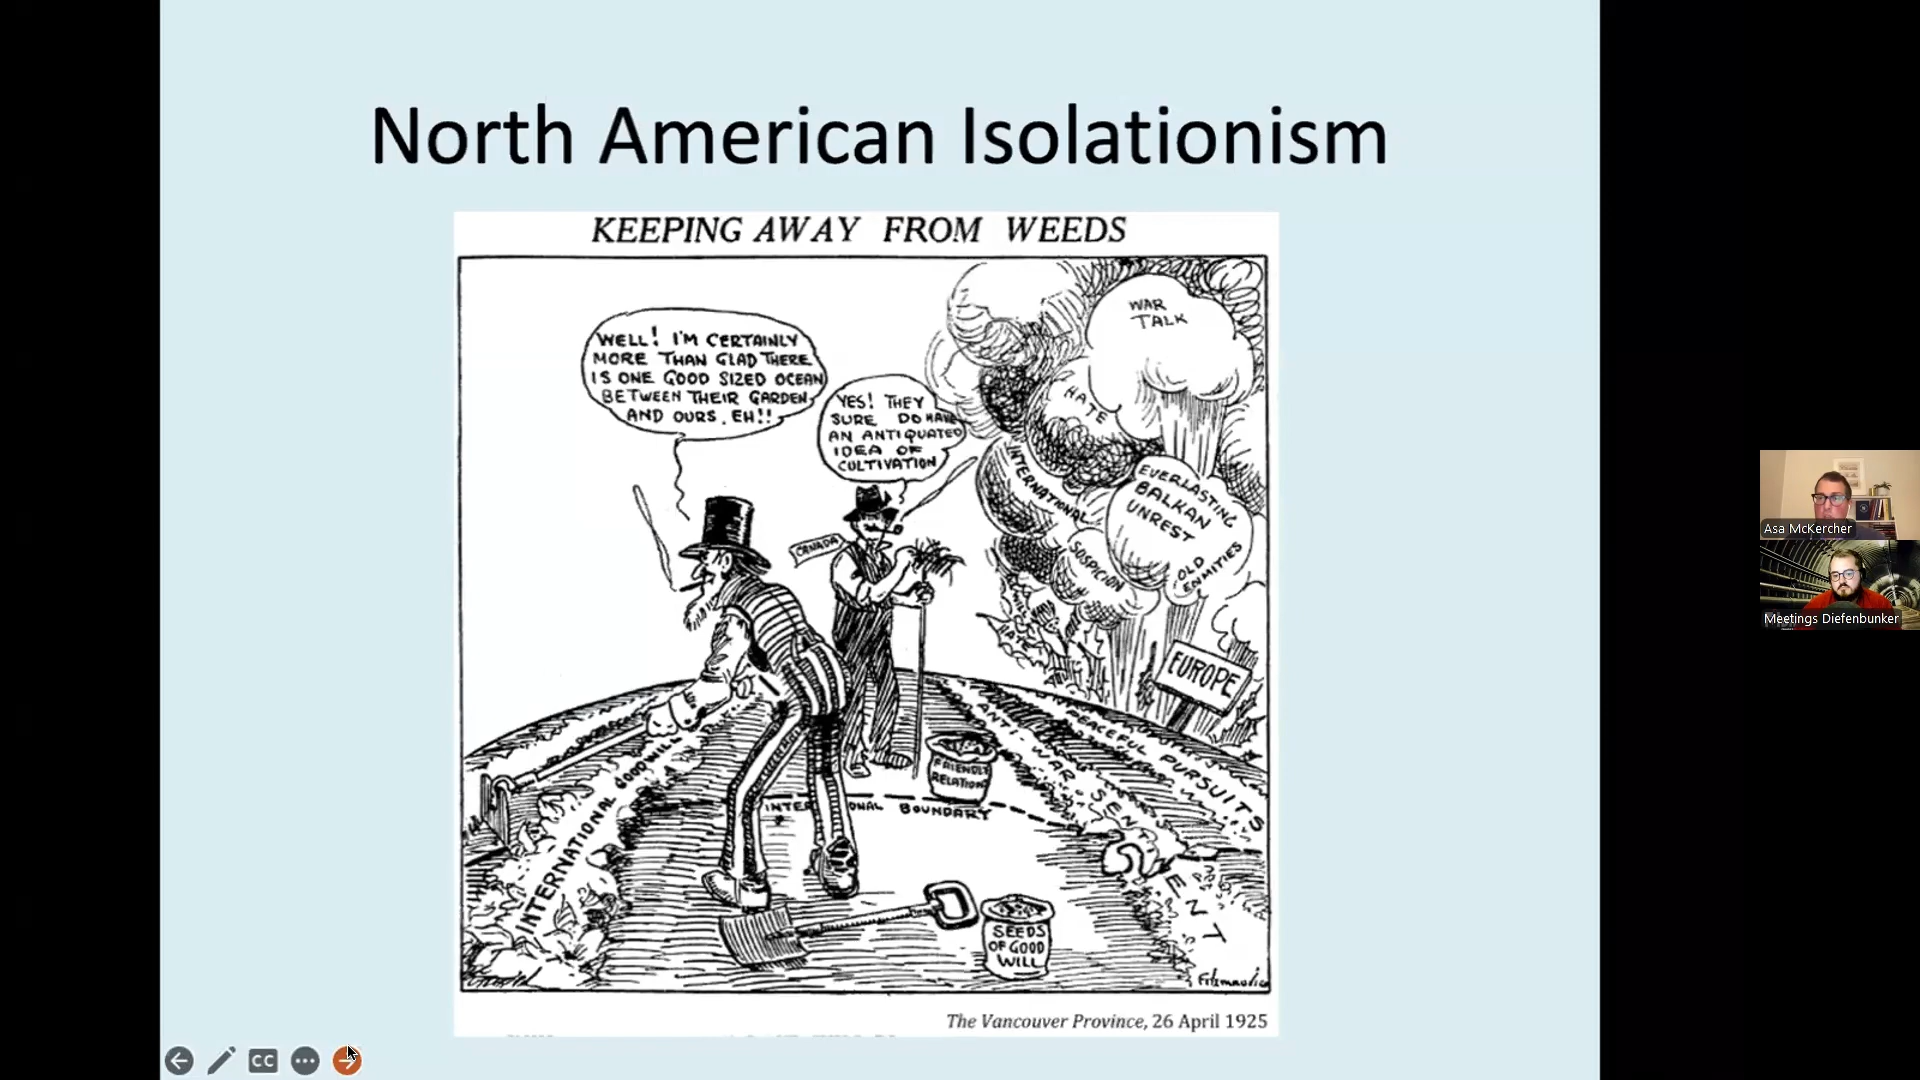 North American Isolationism
KEEPING AWAY FROM WEEDS
WELL! I'M CERTAINLY
MORE THAN GLAD THERE
IS ONE GOOD SIZED OCEAN
BETWEEN THEIR GARDEN
AND OURS, EH!!
YES! THEY
SURE DO HAVE
AN ANTIQUATED
IDEA OF
CULTIVATION
WAR
TALK
HATE
INTERNATIONAL
SUSPICION
EVERLASTING
BALKAN
UNREST
OLD
ENMITIES
CANADA
EUROPE
INTERNATIONAL GOODWILL
FRIENDLY
RELATIONS
ANTI-WAR SENTIMENT
PEACEFUL PURSUITS
BOUNDARY
SEEDS
OF GOOD
WILL
Fitzmaurice
The Vancouver Province, 26 April 1925
CC
Asa McKercher
Meetings Diefenbunker